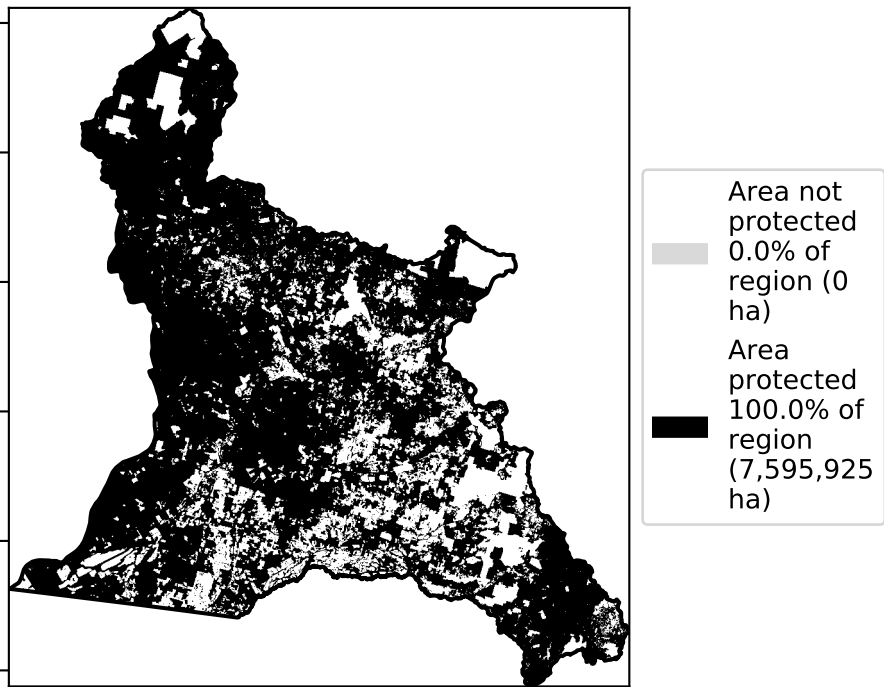 Area not
protected
0.0% of
region (0
ha)
Area
protected
100.0% of
region
(7,595,925
ha)